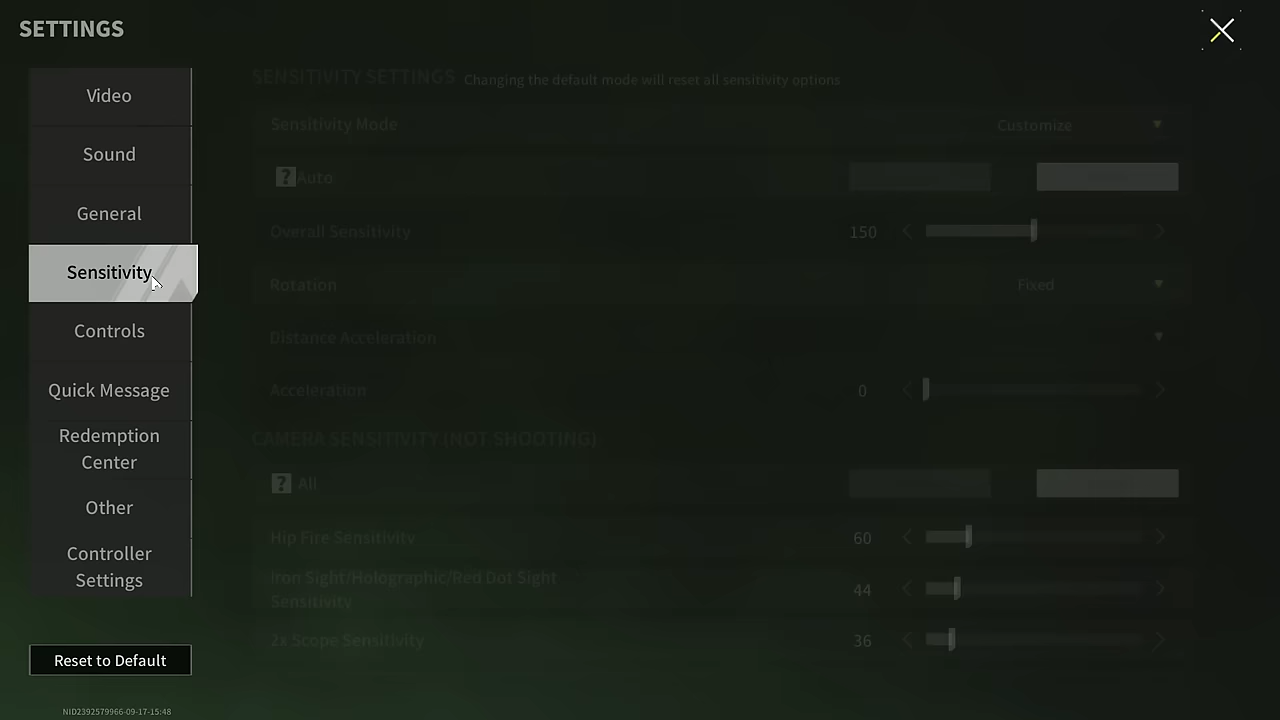 SETTINGS
Video
Sound
General
Sensitivity
Controls
Quick Message
Redemption
Center
Other
Controller
Settings
Reset to Default
NID2392579966-09-17-15:48
SENSITIVITY SETTINGS Changing the default mode will reset all sensitivity options
Sensitivity Mode Customize
? Auto
Overall Sensitivity 150
Rotation Fixed
Distance Acceleration
Acceleration 0
CAMERA SENSITIVITY (NOT SHOOTING)
? All
Hip Fire Sensitivity 60
Iron Sight/Holographic/Red Dot Sight
Sensitivity 44
2x Scope Sensitivity 36